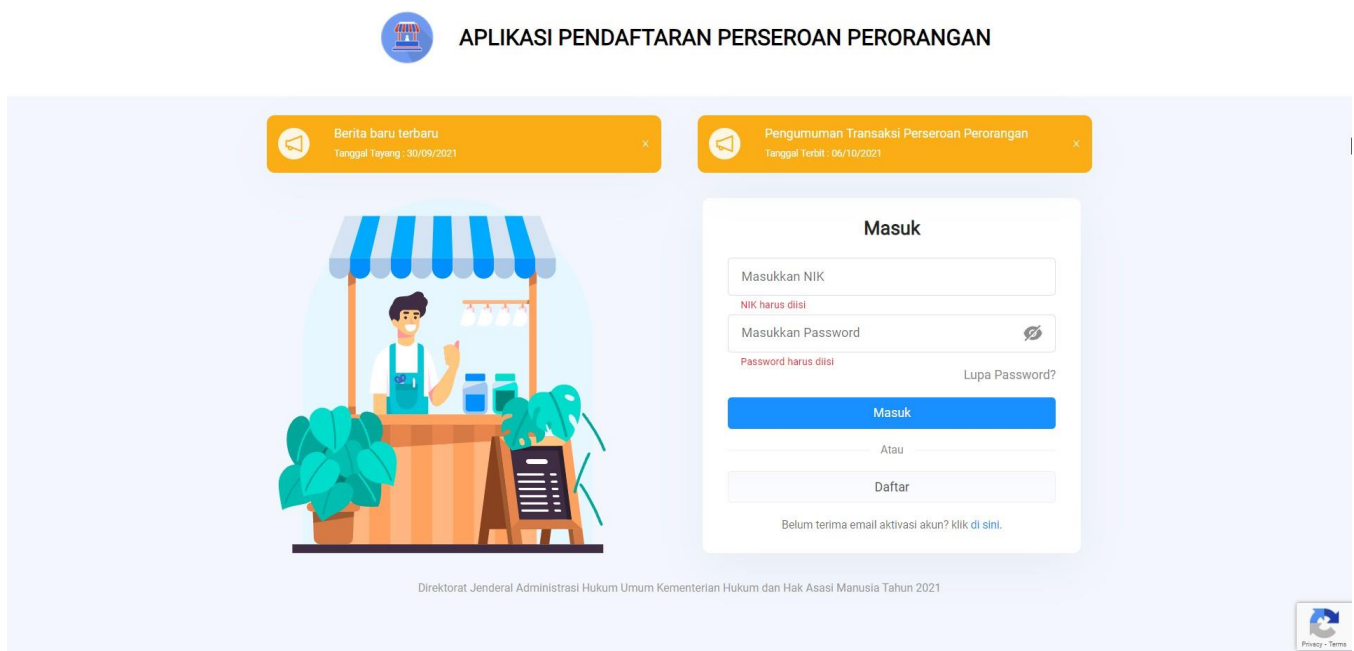 APLIKASI PENDAFTARAN PERSEROAN PERORANGAN
Berita baru terbaru
Tanggal Tayang : 30/09/2021
x
Pengumuman Transaksi Perseroan Perorangan
Tanggal Terbit : 06/10/2021
x
Masuk
Masukkan NIK
NIK harus diisi
Masukkan Password
Password harus diisi
Lupa Password?
Masuk
Atau
Daftar
Belum terima email aktivasi akun? klik di sini.
Direktorat Jenderal Administrasi Hukum Umum Kementerian Hukum dan Hak Asasi Manusia Tahun 2021
Privacy - Terms